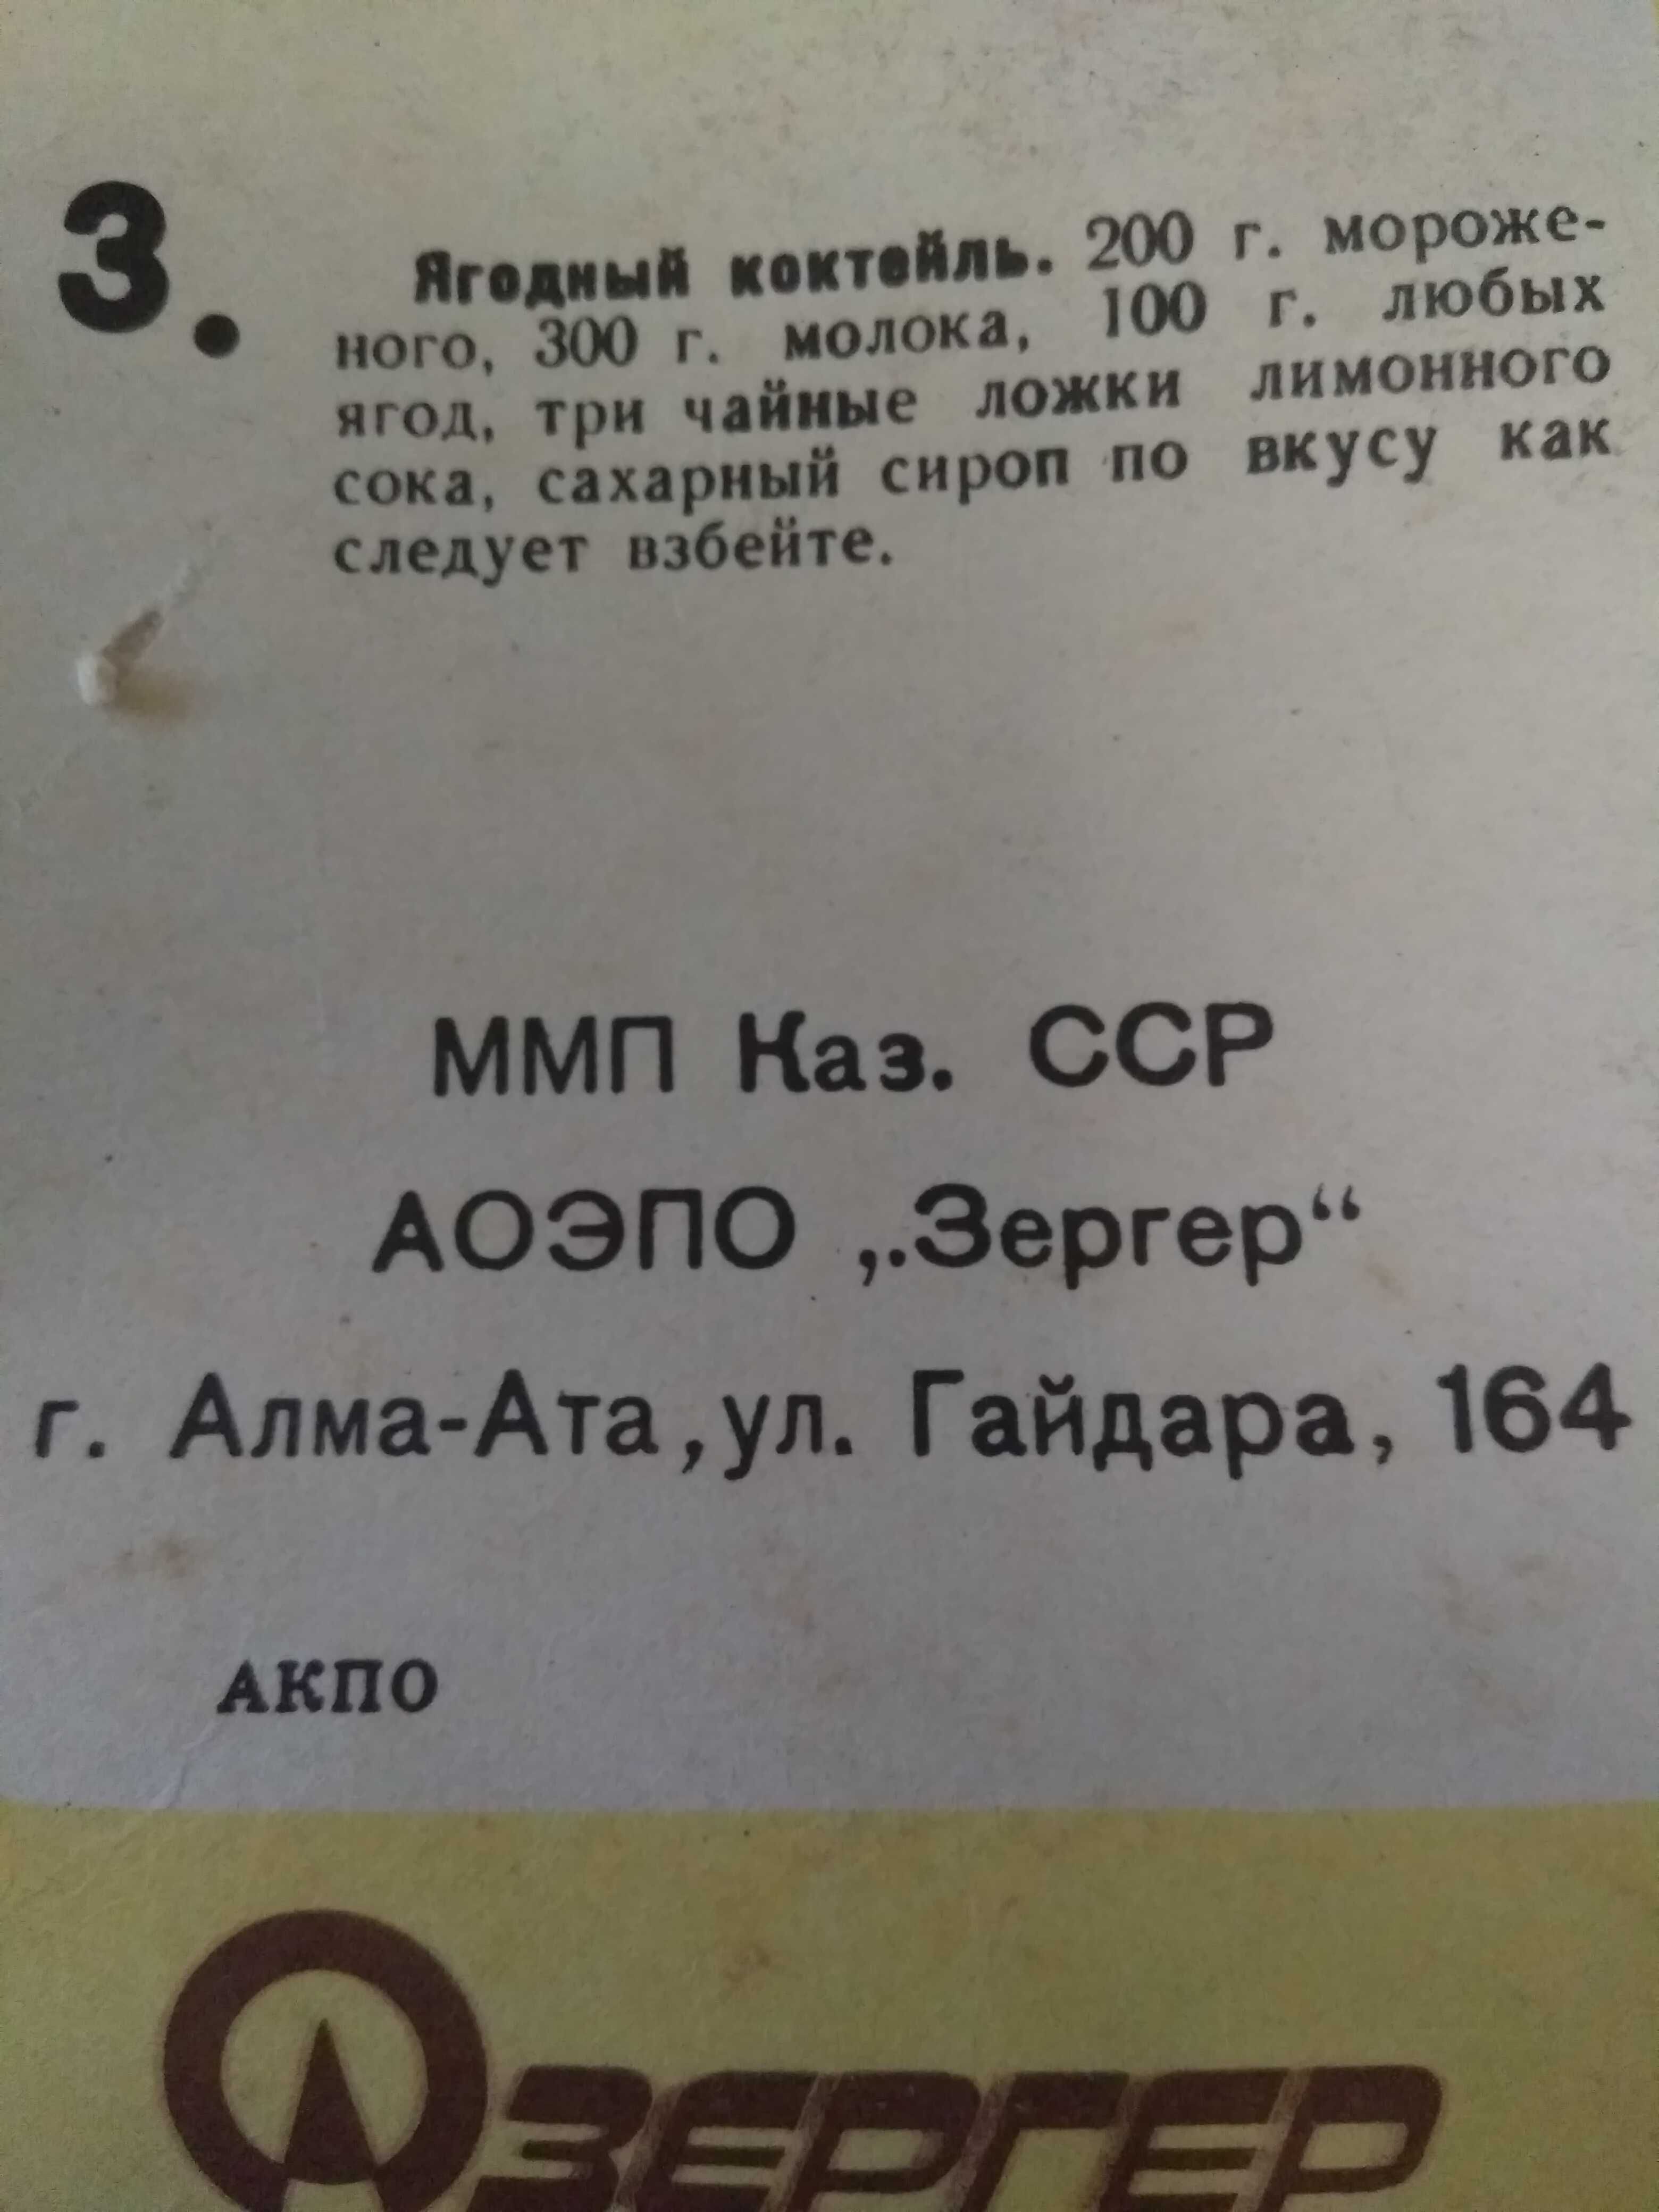 3.
Ягодный коктейль. 200 г. мороже-
ного, 300 г. молока, 100 г. любых
ягод, три чайные ложки лимонного
сока, сахарный сироп по вкусу как
следует взбейте.
ММП Каз. ССР
АОЭПО „Зергер“
г. Алма-Ата, ул. Гайдара, 164
АКПО
ЗЕРГЕР